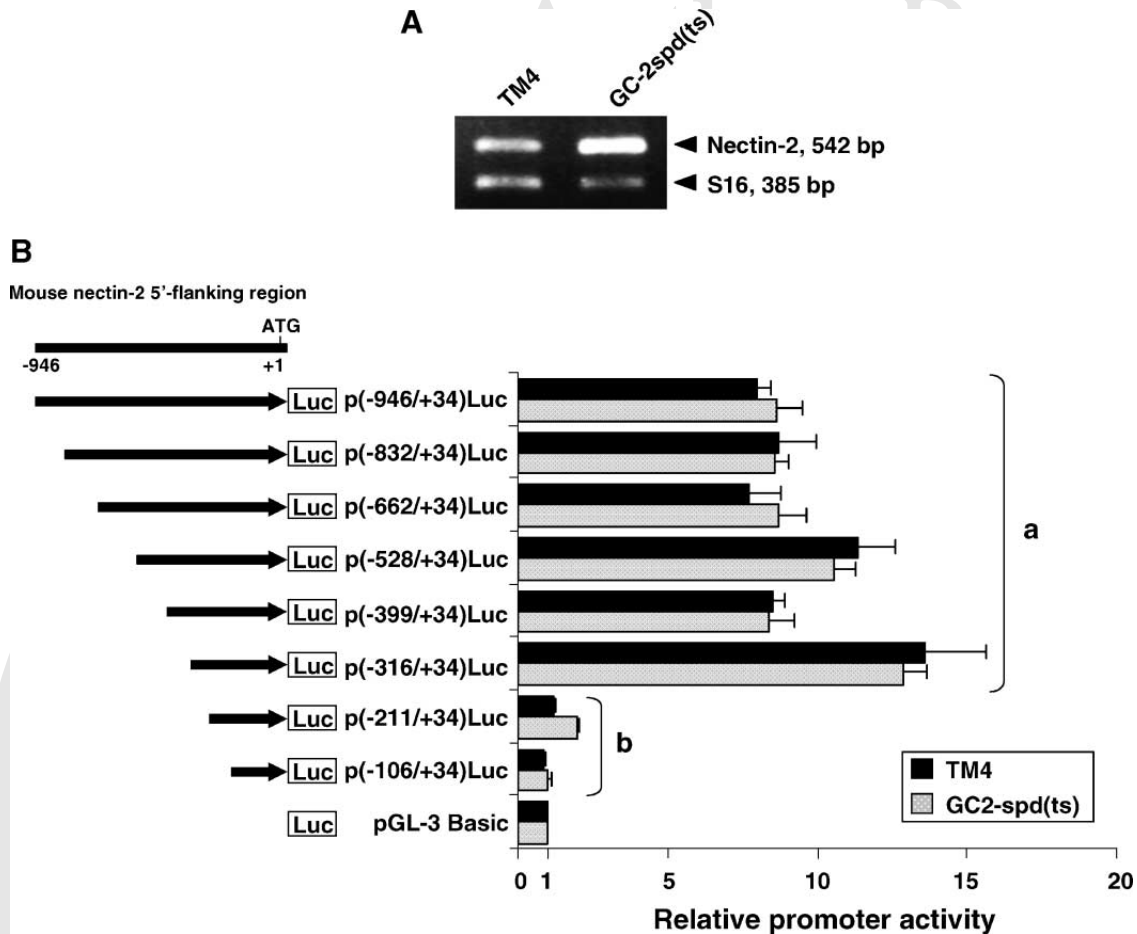 A
TM4
GC-2spd(ts)
Nectin-2, 542 bp
S16, 385 bp
B
Mouse nectin-2 5'-flanking region
ATG
-946
+1
Luc p(-946/+34)Luc
Luc p(-832/+34)Luc
Luc p(-662/+34)Luc
Luc p(-528/+34)Luc
Luc p(-399/+34)Luc
Luc p(-316/+34)Luc
Luc p(-211/+34)Luc
Luc p(-106/+34)Luc
Luc pGL-3 Basic
a
b
TM4
GC2-spd(ts)
0 1 5 10 15 20
Relative promoter activity